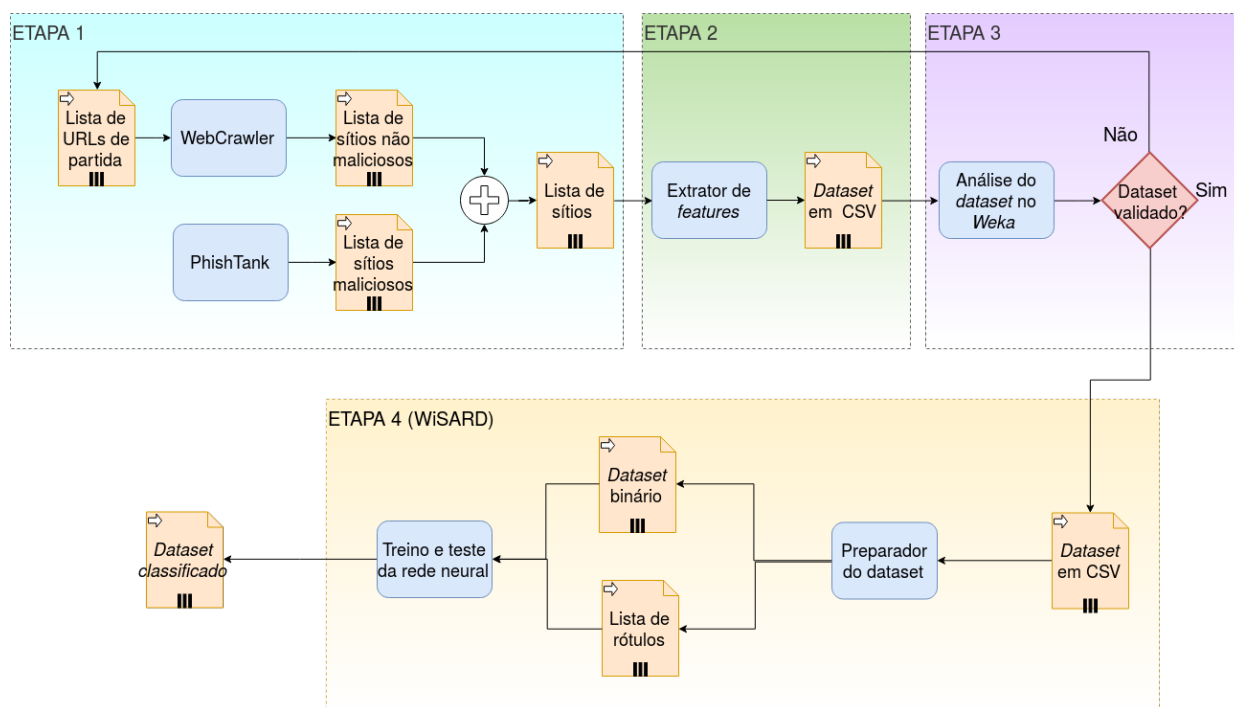 ETAPA 1
Lista de
URLs de
partida
WebCrawler
Lista de
sítios não
maliciosos
PhishTank
Lista de
sítios
maliciosos
Lista de
sítios
ETAPA 2
Extrator de
features
Dataset
em CSV
ETAPA 3
Análise do
dataset no
Weka
Não
Dataset
validado?
Sim
ETAPA 4 (WiSARD)
Dataset
em CSV
Preparador
do dataset
Dataset
binário
Lista de
rótulos
Treino e teste
da rede neural
Dataset
classificado